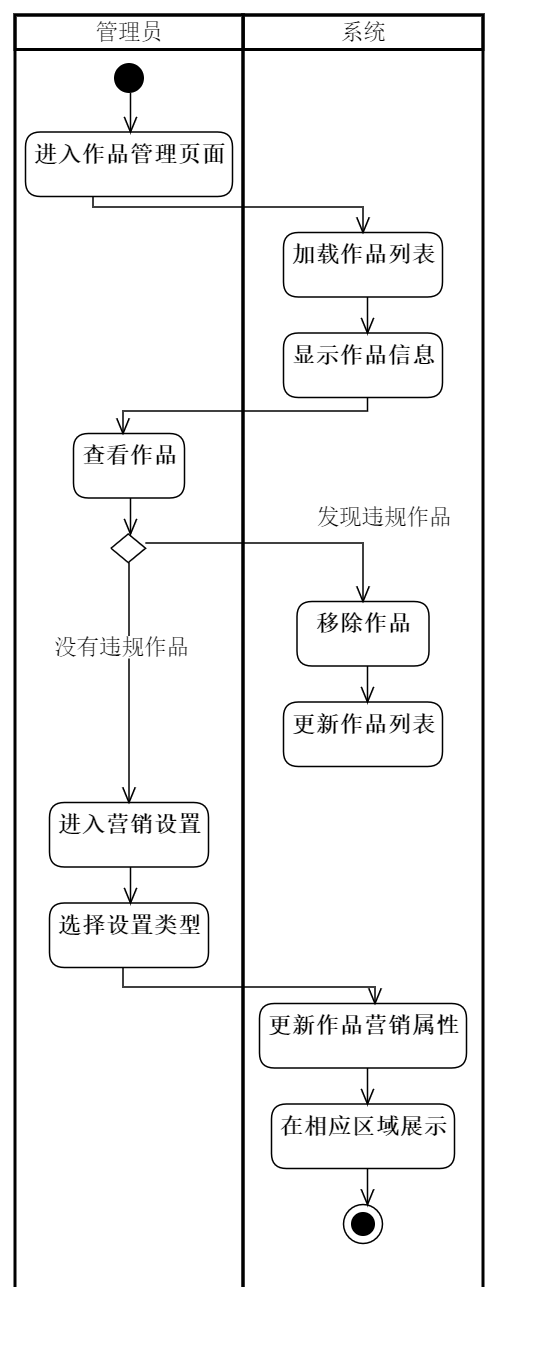 管理员
系统
进入作品管理页面
加载作品列表
显示作品信息
查看作品
发现违规作品
移除作品
没有违规作品
更新作品列表
进入营销设置
选择设置类型
更新作品营销属性
在相应区域展示